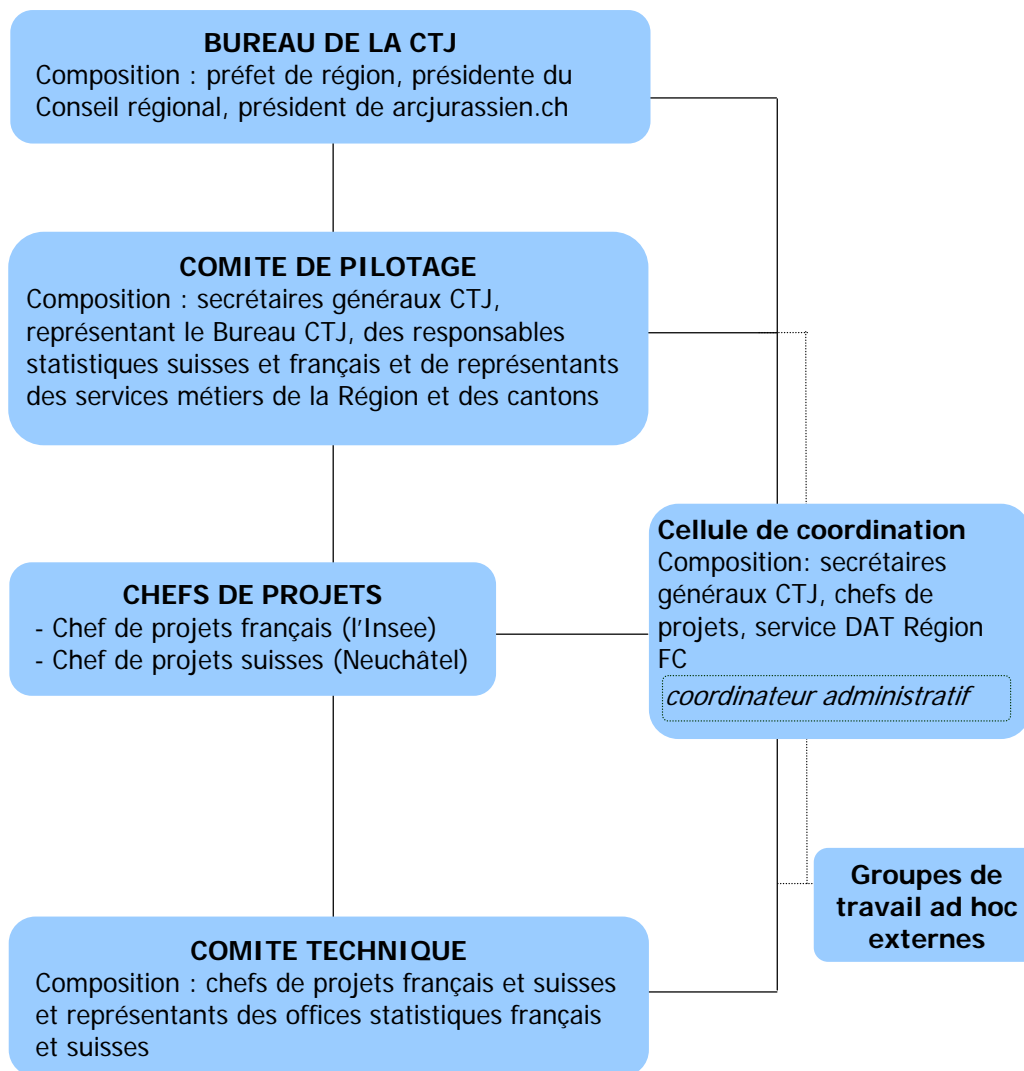 BUREAU DE LA CTJ
Composition : préfet de région, présidente du
Conseil régional, président de arcjurassien.ch
COMITE DE PILOTAGE
Composition : secrétaires généraux CTJ,
représentant le Bureau CTJ, des responsables
statistiques suisses et français et de représentants
des services métiers de la Région et des cantons
CHEFS DE PROJETS
- Chef de projets français (l'Insee)
- Chef de projets suisses (Neuchâtel)
Cellule de coordination
Composition: secrétaires
généraux CTJ, chefs de
projets, service DAT Région
FC
coordinateur administratif
Groupes de
travail ad hoc
externes
COMITE TECHNIQUE
Composition : chefs de projets français et suisses
et représentants des offices statistiques français
et suisses